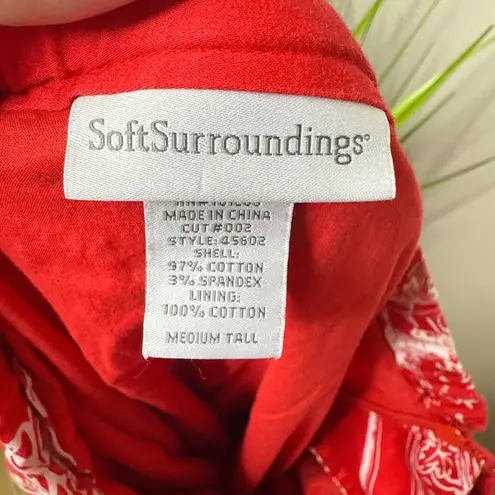 SoftSurroundings®
MADE IN CHINA
CUT #002
STYLE: 45602
SHELL:
97% COTTON
3% SPANDEX
LINING:
100% COTTON
MEDIUM TALL